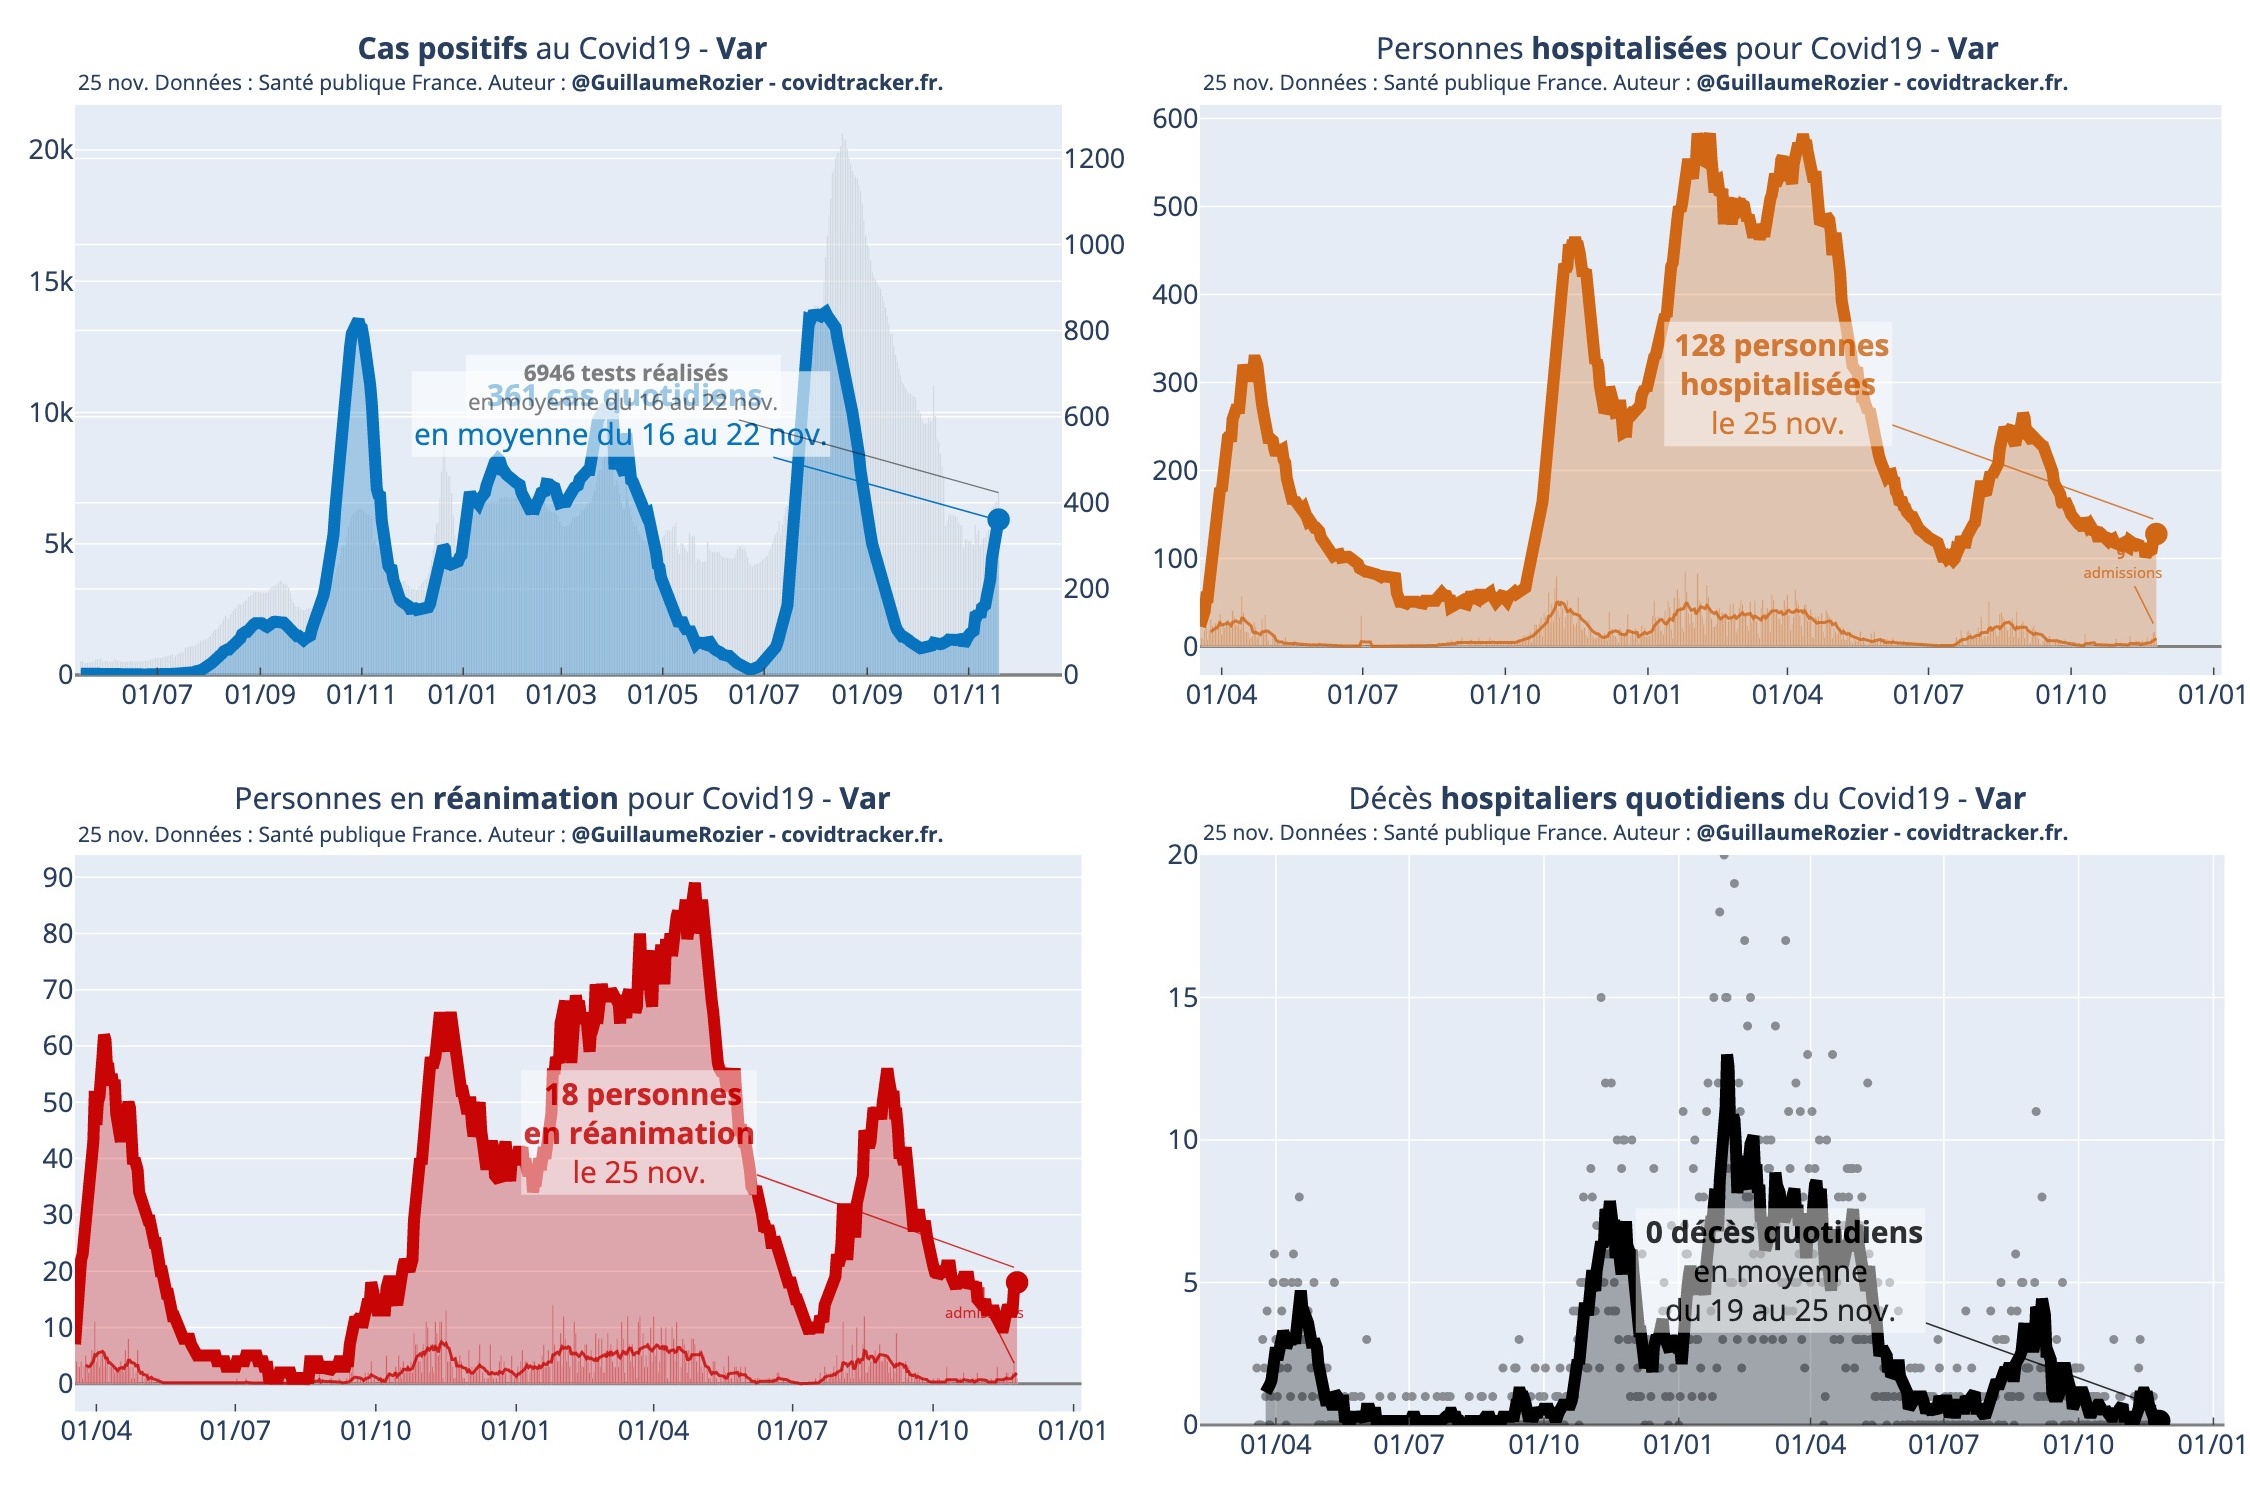 Cas positifs au Covid19 - Var
25 nov. Données : Santé publique France. Auteur : @GuillaumeRozier - covidtracker.fr.
20k
15k
10k
5k
0
1200
1000
800
600
400
200
0
6946 tests réalisés
en moyenne du 16 au 22 nov.
361 cas quotidiens
en moyenne du 16 au 22 nov.
01/07 01/09 01/11 01/01 01/03 01/05 01/07 01/09 01/11
Personnes hospitalisées pour Covid19 - Var
25 nov. Données : Santé publique France. Auteur : @GuillaumeRozier - covidtracker.fr.
600
500
400
300
200
100
0
128 personnes
hospitalisées
le 25 nov.
admissions
01/04 01/07 01/10 01/01 01/04 01/07 01/10 01/01
Personnes en réanimation pour Covid19 - Var
25 nov. Données : Santé publique France. Auteur : @GuillaumeRozier - covidtracker.fr.
90
80
70
60
50
40
30
20
10
0
18 personnes
en réanimation
le 25 nov.
01/04 01/07 01/10 01/01 01/04 01/07 01/10 01/01
Décès hospitaliers quotidiens du Covid19 - Var
25 nov. Données : Santé publique France. Auteur : @GuillaumeRozier - covidtracker.fr.
20
15
10
5
0
0 décès quotidiens
en moyenne
du 19 au 25 nov.
01/04 01/07 01/10 01/01 01/04 01/07 01/10 01/01